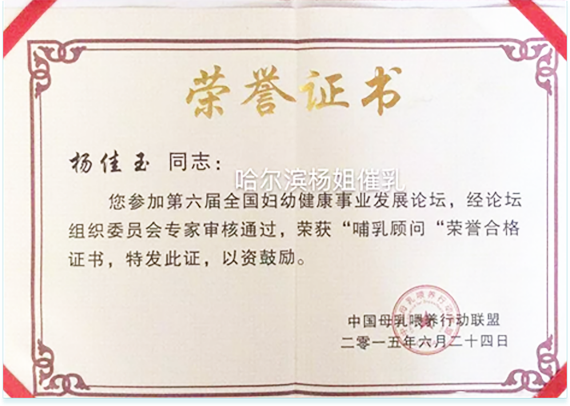 荣誉证书
杨佳玉 同志：
哈尔滨杨姐催乳
您参加第六届全国妇幼健康事业发展论坛，经论坛
组织委员会专家审核通过，荣获“哺乳顾问“荣誉合格
证书，特发此证，以资鼓励。
中国母乳喂养行动联盟
二零一五年六月二十四日